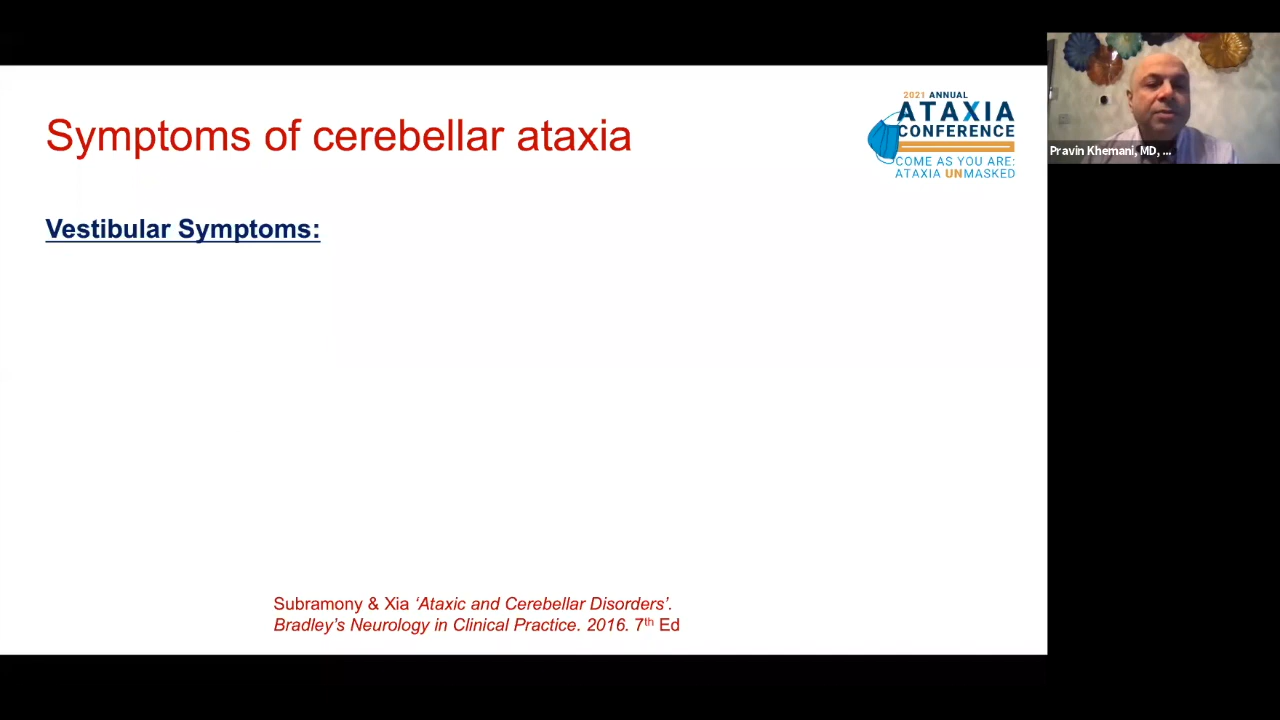 Symptoms of cerebellar ataxia
2021 ANNUAL
ATAXIA
CONFERENCE
COME AS YOU ARE:
ATAXIA UNMASKED
Pravin Khemani, MD, ...
Vestibular Symptoms:
Subramony & Xia ‘Ataxic and Cerebellar Disorders’.
Bradley’s Neurology in Clinical Practice. 2016. 7th Ed